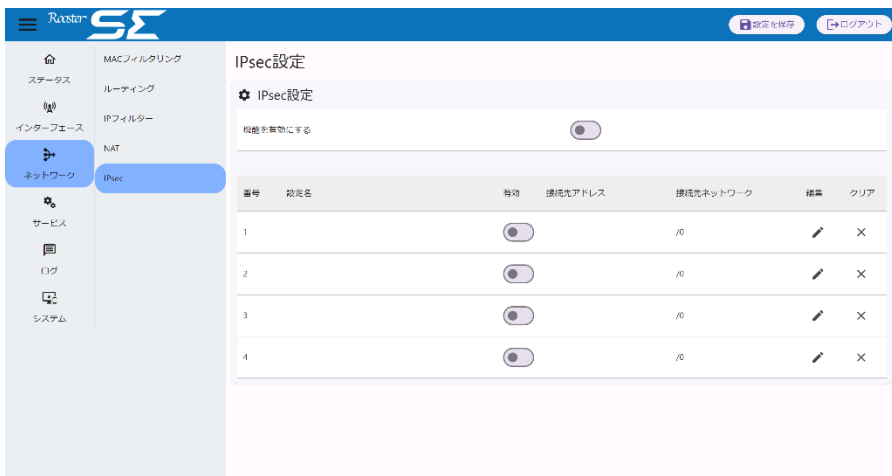 Rooster SE
設定を保存
ログアウト
ステータス
インターフェース
ネットワーク
サービス
ログ
システム
MACフィルタリング
ルーティング
IPフィルター
NAT
IPsec
IPsec設定
IPsec設定
機能を有効にする
番号 設定名 有効 接続先アドレス 接続先ネットワーク 編集 クリア
1 /0
2 /0
3 /0
4 /0